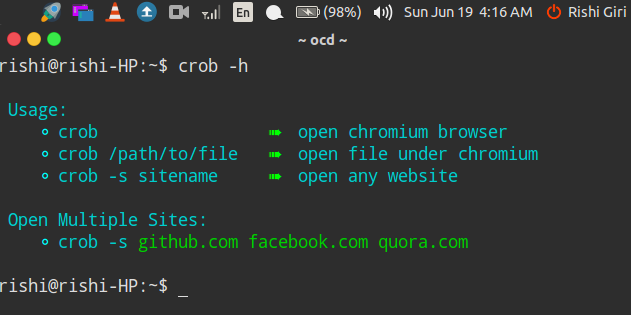 En (98%) Sun Jun 19 4:16 AM Rishi Giri
~ ocd ~
rishi@rishi-HP:~$ crob -h
Usage:
∘ crob ➠ open chromium browser
∘ crob /path/to/file ➠ open file under chromium
∘ crob -s sitename ➠ open any website
Open Multiple Sites:
∘ crob -s github.com facebook.com quora.com
rishi@rishi-HP:~$ _